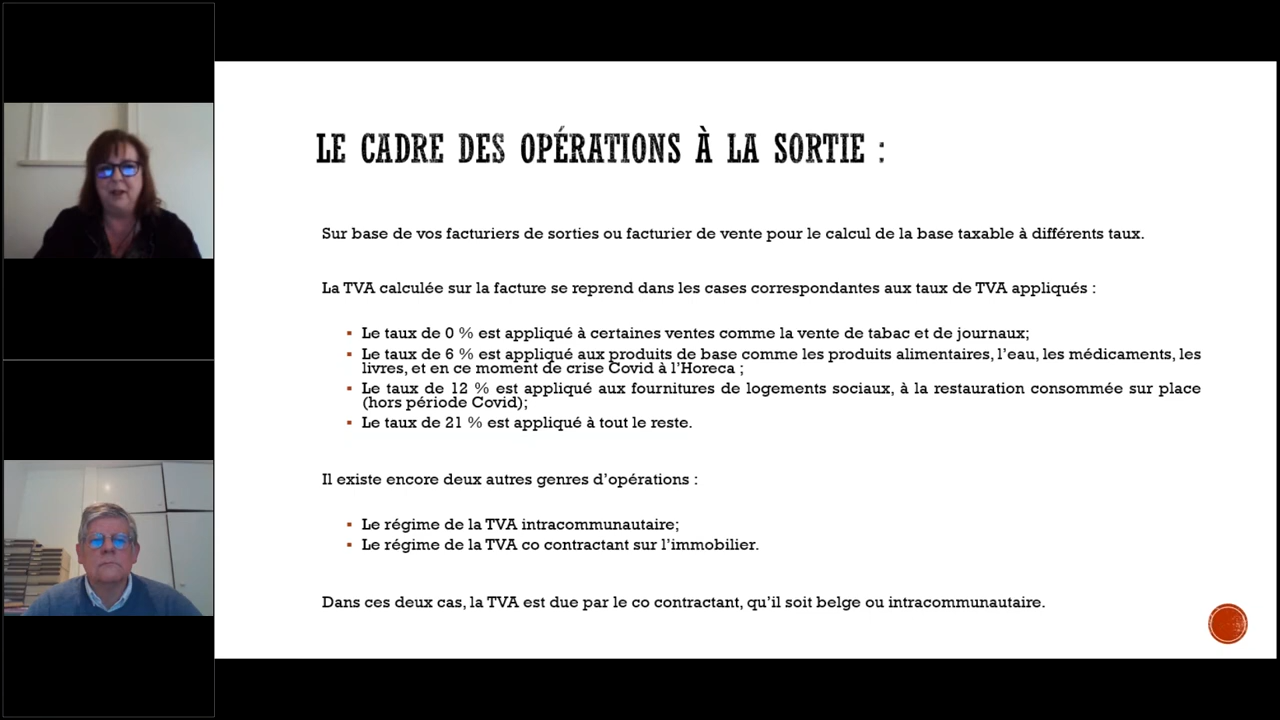 LE CADRE DES OPÉRATIONS À LA SORTIE :
Sur base de vos facturiers de sorties ou facturier de vente pour le calcul de la base taxable à différents taux.
La TVA calculée sur la facture se reprend dans les cases correspondantes aux taux de TVA appliqués :
▪ Le taux de 0 % est appliqué à certaines ventes comme la vente de tabac et de journaux;
▪ Le taux de 6 % est appliqué aux produits de base comme les produits alimentaires, l’eau, les médicaments, les
livres, et en ce moment de crise Covid à l’Horeca ;
▪ Le taux de 12 % est appliqué aux fournitures de logements sociaux, à la restauration consommée sur place
(hors période Covid);
▪ Le taux de 21 % est appliqué à tout le reste.
Il existe encore deux autres genres d’opérations :
▪ Le régime de la TVA intracommunautaire;
▪ Le régime de la TVA co contractant sur l’immobilier.
Dans ces deux cas, la TVA est due par le co contractant, qu’il soit belge ou intracommunautaire.